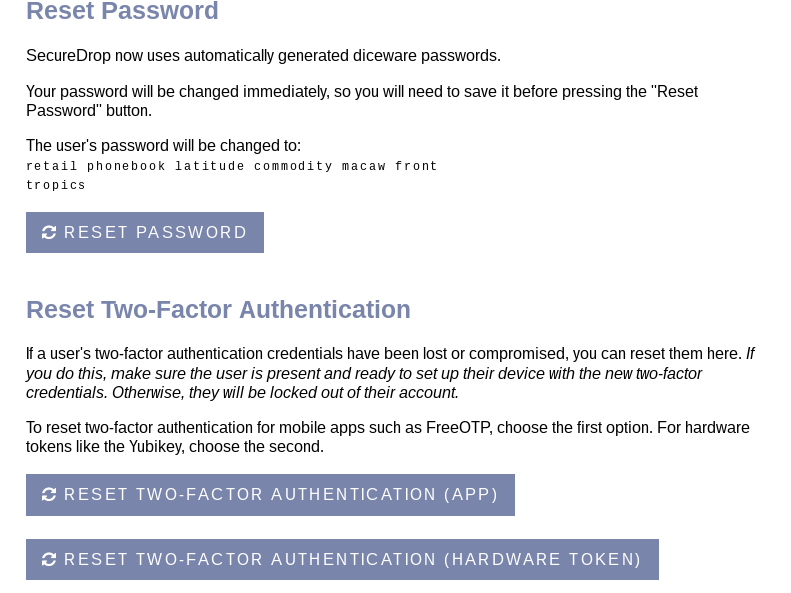 Reset Password
SecureDrop now uses automatically generated diceware passwords.
Your password will be changed immediately, so you will need to save it before pressing the "Reset
Password" button.
The user's password will be changed to:
retail phonebook latitude commodity macaw front
tropics
RESET PASSWORD
Reset Two-Factor Authentication
If a user's two-factor authentication credentials have been lost or compromised, you can reset them here. If
you do this, make sure the user is present and ready to set up their device with the new two-factor
credentials. Otherwise, they will be locked out of their account.
To reset two-factor authentication for mobile apps such as FreeOTP, choose the first option. For hardware
tokens like the Yubikey, choose the second.
RESET TWO-FACTOR AUTHENTICATION (APP)
RESET TWO-FACTOR AUTHENTICATION (HARDWARE TOKEN)